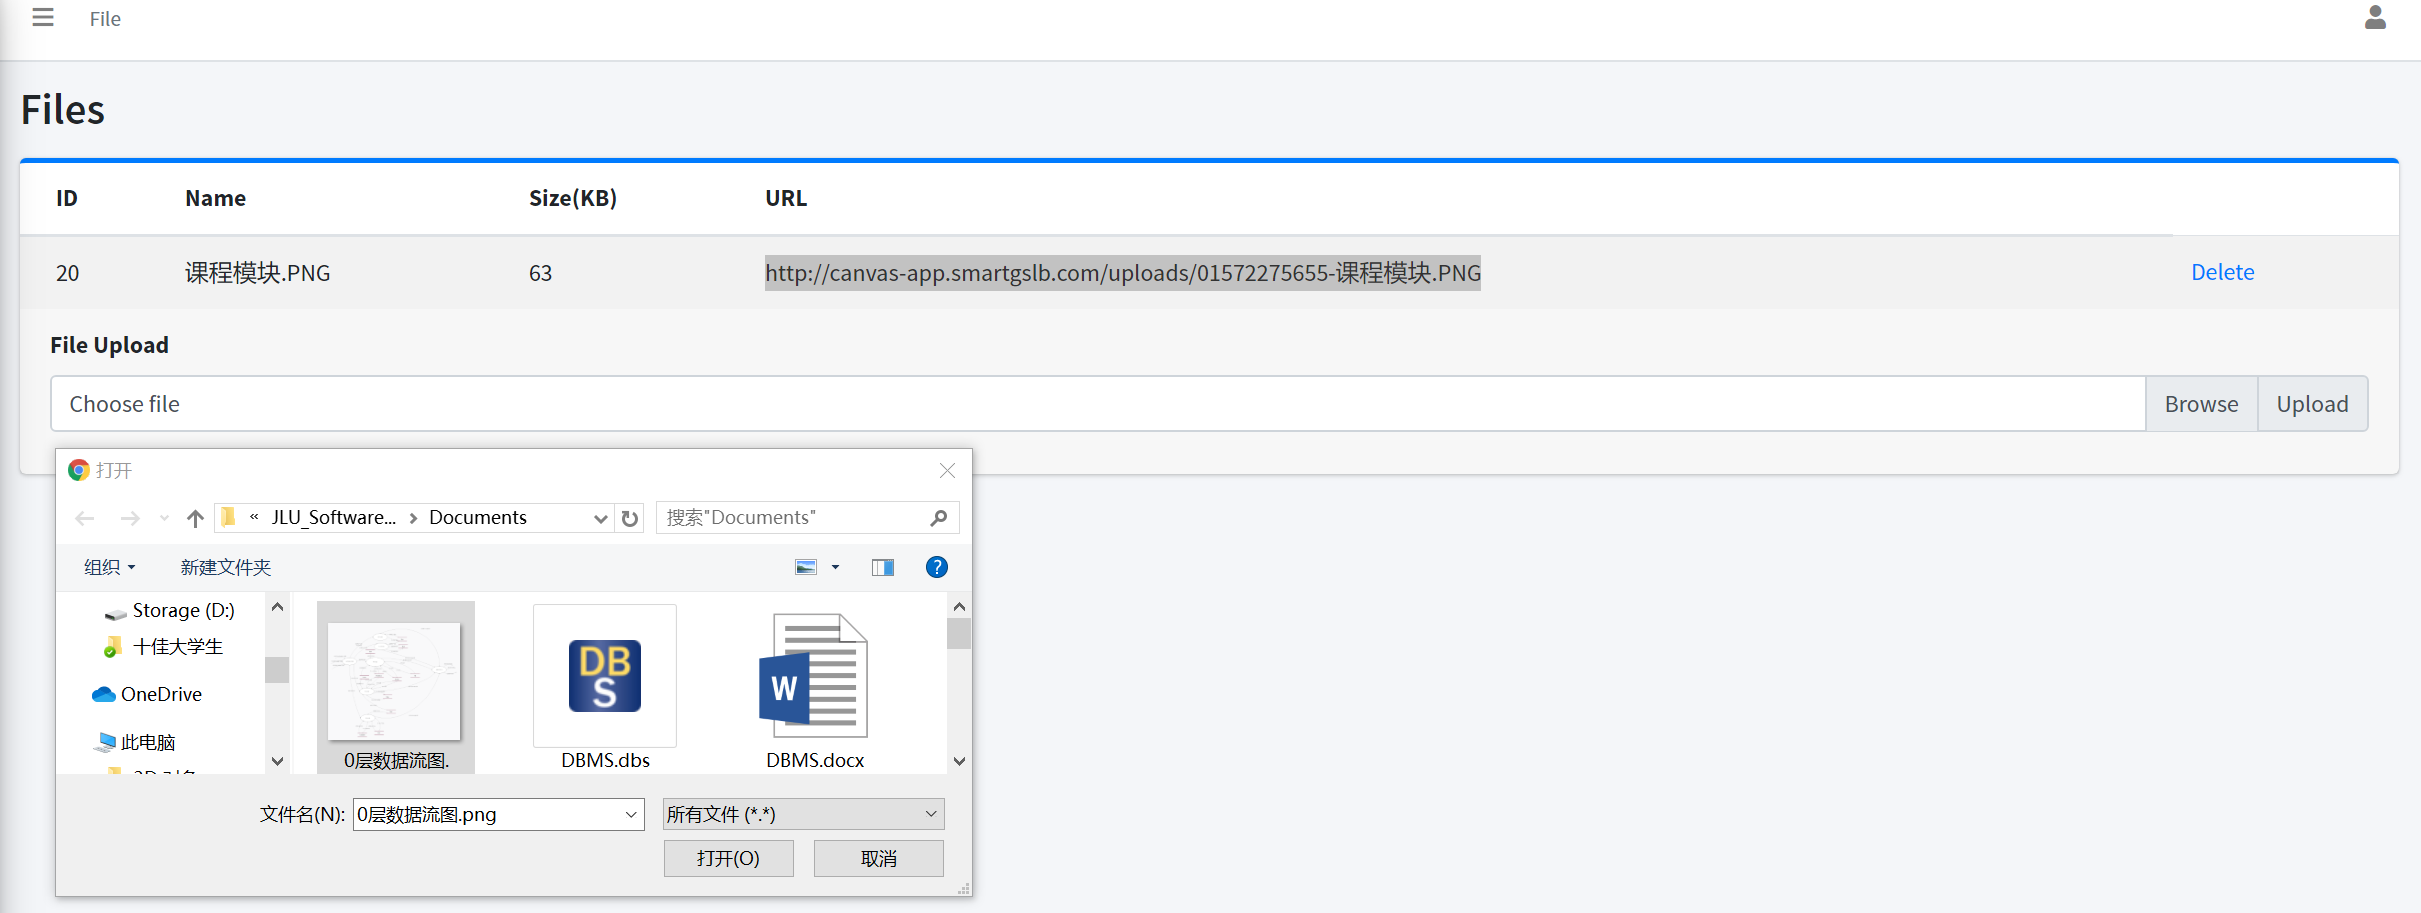 File
Files
ID Name Size(KB) URL
20 课程模块.PNG 63 http://canvas-app.smartgslb.com/uploads/01572275655-课程模块.PNG Delete
File Upload
Choose file Browse Upload
打开
« JLU_Software... › Documents 搜索"Documents"
组织 新建文件夹 ?
Storage (D:)
十佳大学生
OneDrive
此电脑
DB
S
W
0层数据流图. DBMS.dbs DBMS.docx
文件名(N): 0层数据流图.png 所有文件 (*.*)
打开(O) 取消